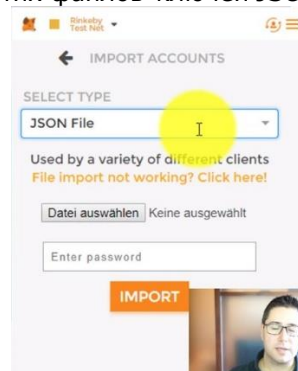 Rinkeby
Test Net
IMPORT ACCOUNTS
SELECT TYPE
JSON File
Used by a variety of different clients
File import not working? Click here!
Datei auswählen Keine ausgewählt
Enter password
IMPORT